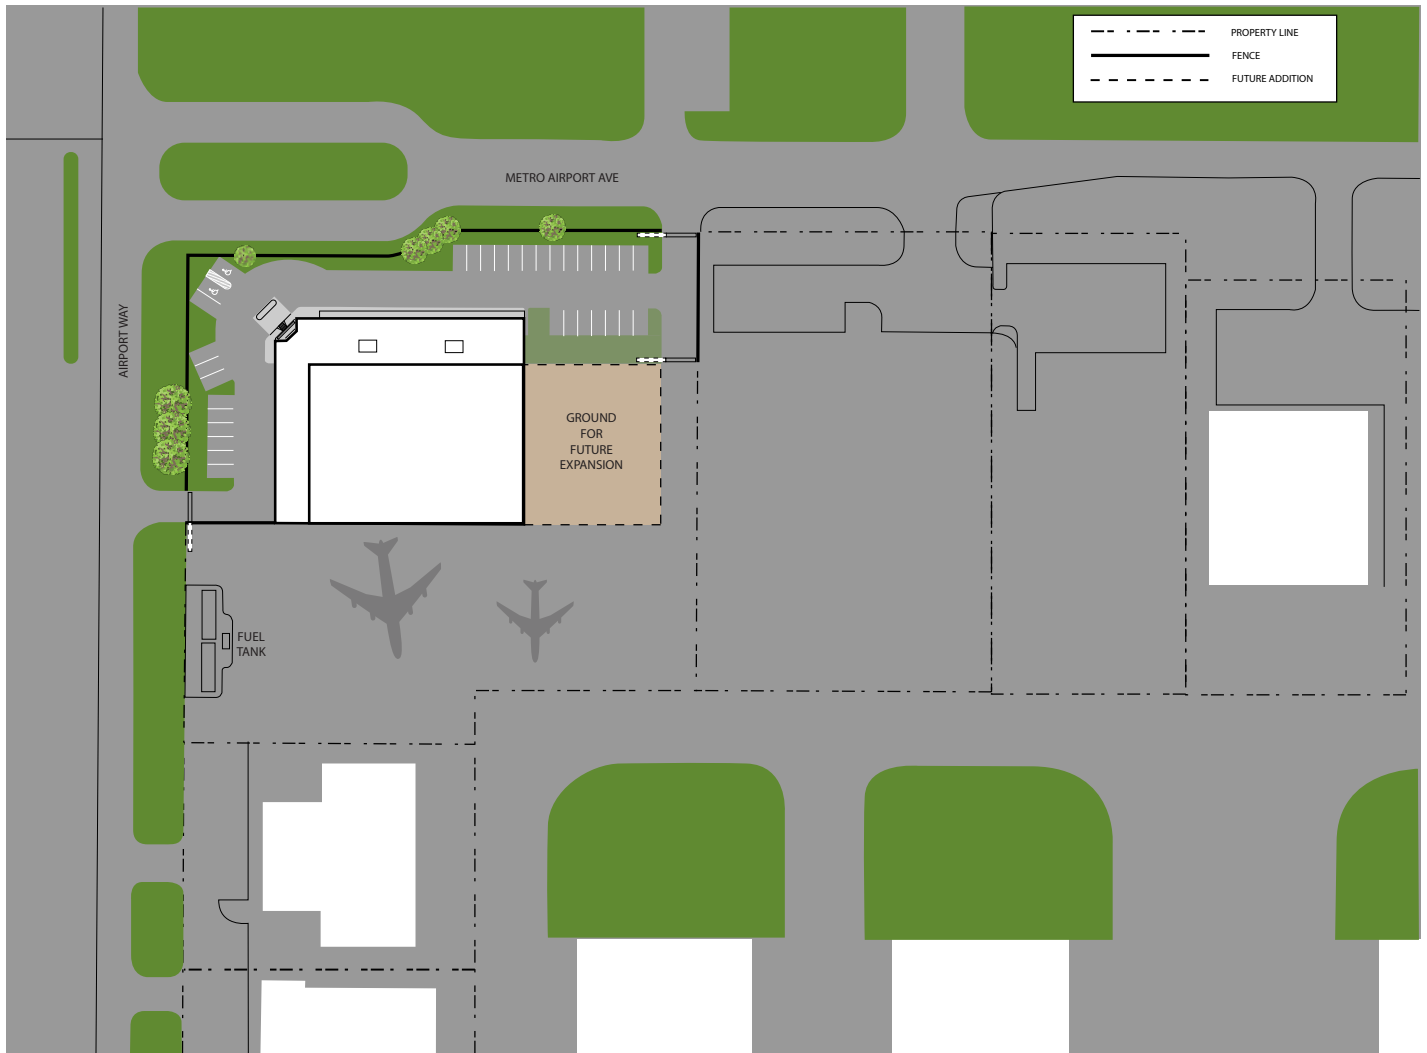 PROPERTY LINE
FENCE
FUTURE ADDITION
METRO AIRPORT AVE
AIRPORT WAY
GROUND
FOR
FUTURE
EXPANSION
FUEL
TANK